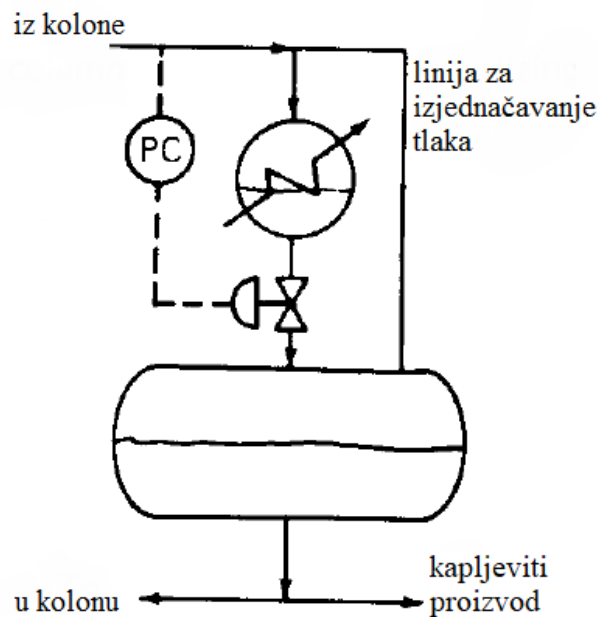 iz kolone
linija za
izjednačavanje
tlaka
PC
u kolonu
kapljeviti
proizvod